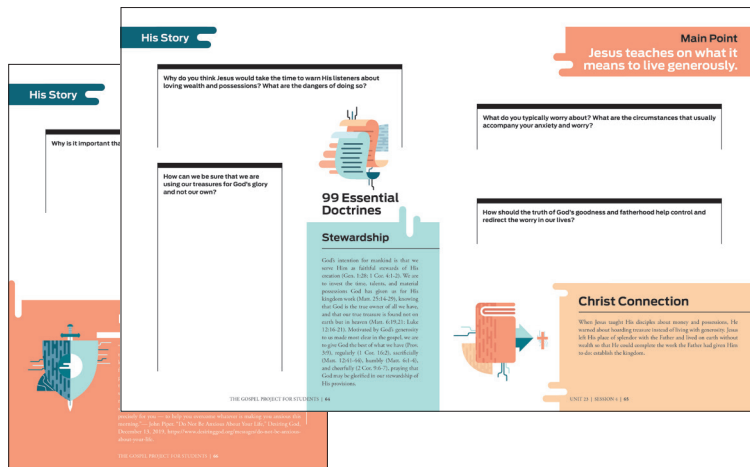 His Story
Why do you think Jesus would take the time to warn His listeners about
loving wealth and possessions? What are the dangers of doing so?
How can we be sure that we are
using our treasures for God's glory
and not our own?
99 Essential
Doctrines
Stewardship
God's intention for mankind is that we
serve Him as faithful stewards of His
creation (Gen. 1:28; 1 Cor. 4:1-2). We are
to invest the time, talents, and material
possessions God has given us for His
kingdom work (Matt. 25:14-29), knowing
that God is the true owner of all we have,
and that our true treasure is found not on
earth but in heaven (Matt. 6:19,21; Luke
12:16-21). Motivated by God's generosity
to us made most clear in the gospel, we are
to give God the best of what we have (Prov.
3:9), regularly (1 Cor. 16:2), sacrificially
(Matt. 12:41-44), humbly (Matt. 6:1-4),
and cheerfully (2 Cor. 9:6-7), praying that
God may be glorified in our stewardship of
His provisions.
THE GOSPEL PROJECT FOR STUDENTS | 64
Main Point
Jesus teaches on what it
means to live generously.
What do you typically worry about? What are the circumstances that usually
accompany your anxiety and worry?
How should the truth of God's goodness and fatherhood help control and
redirect the worry in our lives?
Christ Connection
When Jesus taught His disciples about money and possessions, He
warned about hoarding treasure instead of living with generosity. Jesus
left His place of splendor with the Father and lived on earth without
wealth so that He could complete the work the Father had given Him
to do: establish the kingdom.
UNIT 23 | SESSION 4 | 65
His Story
Why is it important tha
precisely for you — to help you overcome whatever is making you anxious this
morning." — John Piper, "Do Not Be Anxious About Your Life," Desiring God,
THE GOSPEL PROJECT FOR STUDENTS | 66